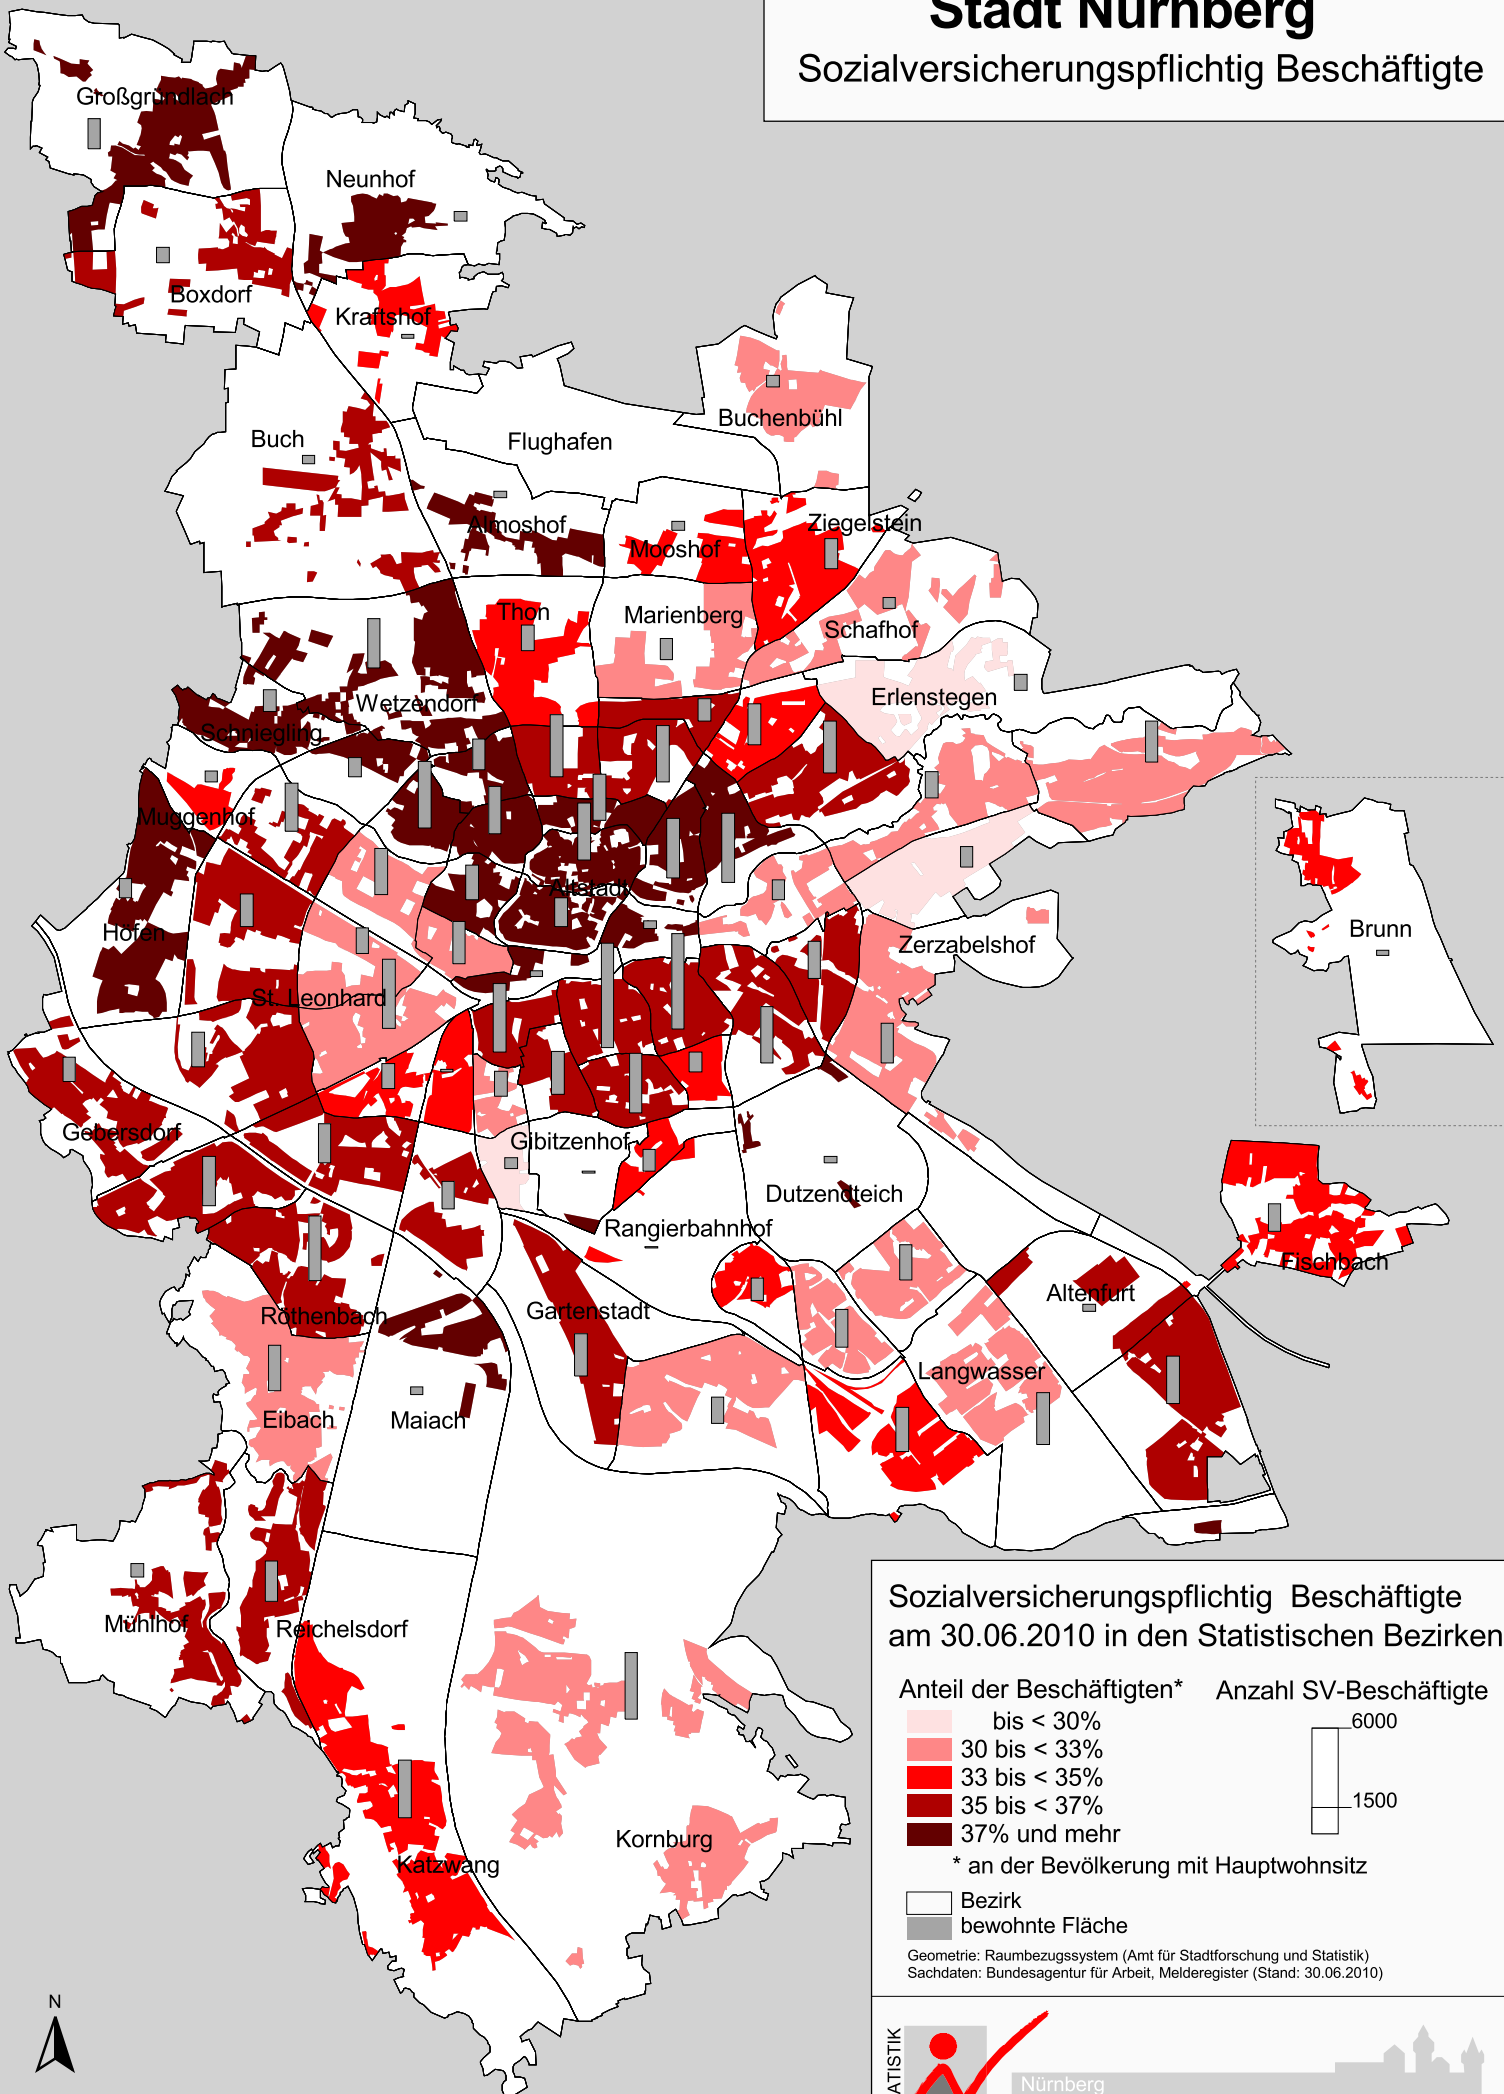 Stadt Nürnberg
Sozialversicherungspflichtig Beschäftigte
Großgründlach
Neunhof
Boxdorf
Kraftshof
Buchenbühl
Buch
Flughafen
Almoshof
Mooshof
Ziegelstein
Thon
Marienberg
Schafhof
Wetzendorf
Erlenstegen
Schniegling
Muggenhof
Altstadt
Höfen
Zerzabelshof
Brunn
St. Leonhard
Gebersdorf
Gibitzenhof
Dutzendteich
Rangierbahnhof
Fischbach
Altenfurt
Röthenbach
Gartenstadt
Langwasser
Eibach
Maiach
Mühlhof
Reichelsdorf
Kornburg
Katzwang
Sozialversicherungspflichtig Beschäftigte
am 30.06.2010 in den Statistischen Bezirken
Anteil der Beschäftigten*
Anzahl SV-Beschäftigte
bis < 30%
30 bis < 33%
33 bis < 35%
35 bis < 37%
37% und mehr
6000
1500
* an der Bevölkerung mit Hauptwohnsitz
Bezirk
bewohnte Fläche
Geometrie: Raumbezugssystem (Amt für Stadtforschung und Statistik)
Sachdaten: Bundesagentur für Arbeit, Melderegister (Stand: 30.06.2010)
N
ATISTIK
Nürnberg